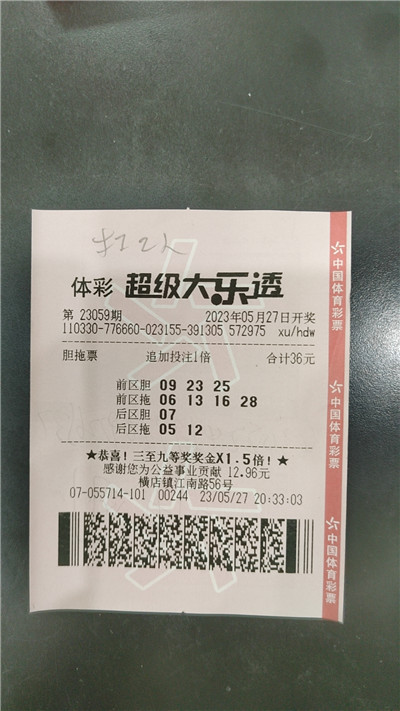 体彩 超级大乐透
第 23059期 2023年05月27日开奖
110330-776660-023155-391305 572975 xu/hdw
胆拖票 追加投注1倍 合计36元
前区胆 09 23 25
前区拖 06 13 16 28
后区胆 07
后区拖 05 12
★恭喜！三至九等奖奖金X1.5倍！★
感谢您为公益事业贡献 12.96元
横店镇江南路56号
07-055714-101 00244 23/05/27 20:33:03
中国体育彩票
中国体育彩票
中国体育彩票